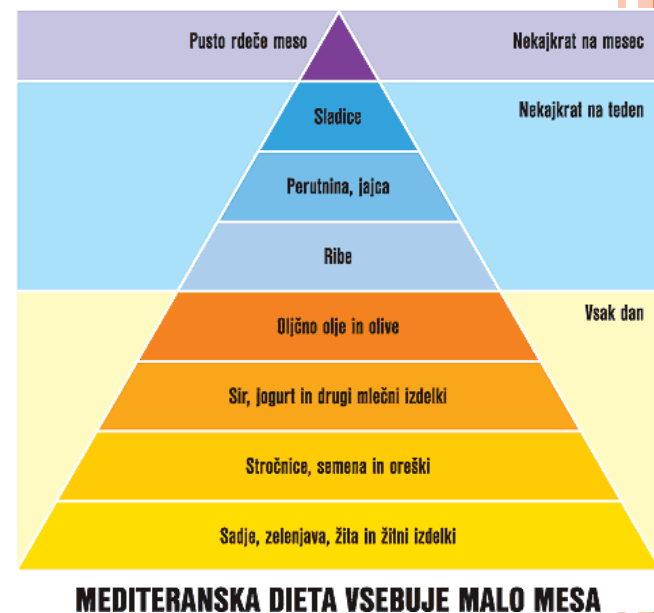 Pusto rdeče meso
Nekajkrat na mesec
Sladice
Nekajkrat na teden
Perutnina, jajca
Ribe
Oljčno olje in olive
Vsak dan
Sir, jogurt in drugi mlečni izdelki
Stročnice, semena in oreški
Sadje, zelenjava, žita in žitni izdelki
MEDITERANSKA DIETA VSEBUJE MALO MESA